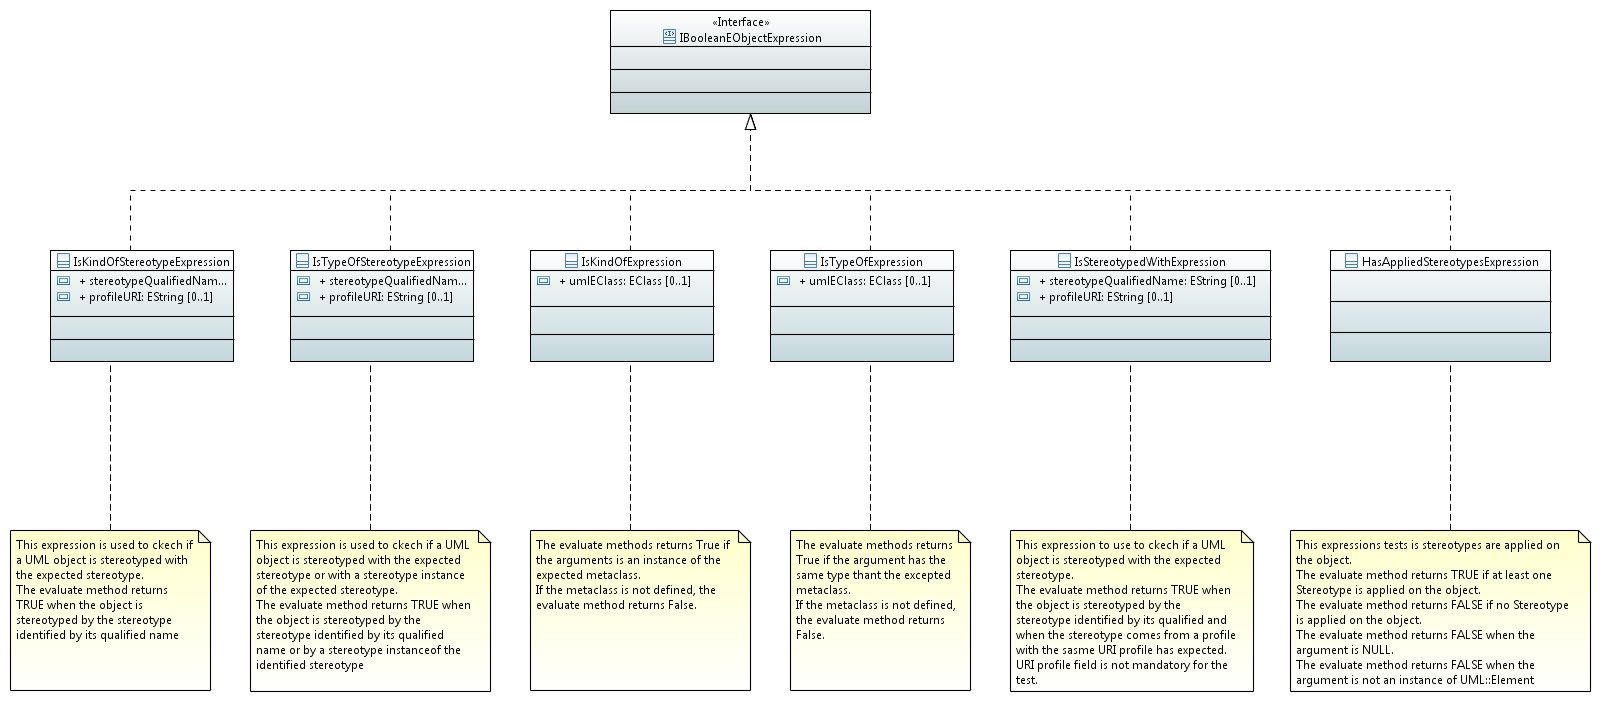 «Interface»
IBooleanEObjectExpression
IsKindOfStereotypeExpression
+ stereotypeQualifiedNam...
+ profileURI: EString [0..1]
IsTypeOfStereotypeExpression
+ stereotypeQualifiedNam...
+ profileURI: EString [0..1]
IsKindOfExpression
+ umlEClass: EClass [0..1]
IsTypeOfExpression
+ umlEClass: EClass [0..1]
IsStereotypedWithExpression
+ stereotypeQualifiedName: EString [0..1]
+ profileURI: EString [0..1]
HasAppliedStereotypesExpression
This expression is used to ckech if
a UML object is stereotyped with
the expected stereotype.
The evaluate method returns
TRUE when the object is
stereotyped by the stereotype
identified by its qualified name
This expression is used to ckech if a UML
object is stereotyped with the expected
stereotype or with a stereotype instance
of the expected stereotype.
The evaluate method returns TRUE when
the object is stereotyped by the
stereotype identified by its qualified
name or by a stereotype instanceof the
identified stereotype
The evaluate methods returns True if
the arguments is an instance of the
expected metaclass.
If the metaclass is not defined, the
evaluate method returns False.
The evaluate methods returns
True if the argument has the
same type thant the excepted
metaclass.
If the metaclass is not defined,
the evaluate method returns
False.
This expression to use to ckech if a UML
object is stereotyped with the expected
stereotype.
The evaluate method returns TRUE when
the object is stereotyped by the
stereotype identified by its qualified and
when the stereotype comes from a profile
with the sasme URI profile has expected.
URI profile field is not mandatory for the
test.
This expressions tests is stereotypes are applied on
the object.
The evaluate method returns TRUE if at least one
Stereotype is applied on the object.
The evaluate method returns FALSE if no Stereotype
is applied on the object.
The evaluate method returns FALSE when the
argument is NULL.
The evaluate method returns FALSE when the
argument is not an instance of UML::Element